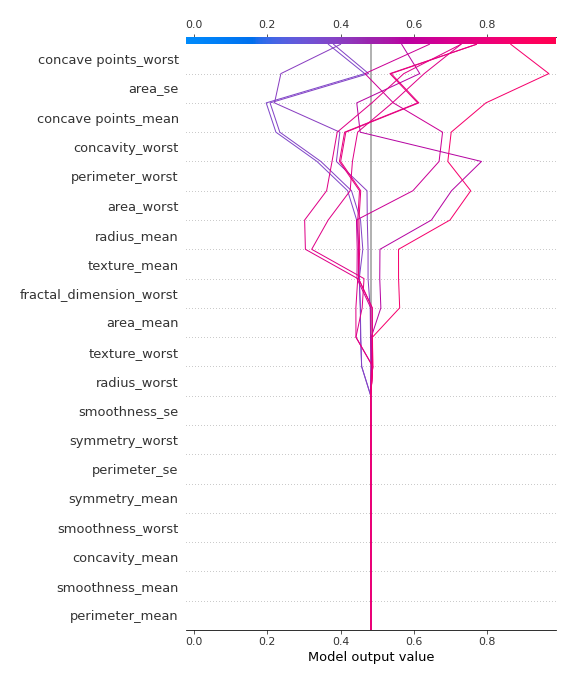 0.0 0.2 0.4 0.6 0.8
concave points_worst
area_se
concave points_mean
concavity_worst
perimeter_worst
area_worst
radius_mean
texture_mean
fractal_dimension_worst
area_mean
texture_worst
radius_worst
smoothness_se
symmetry_worst
perimeter_se
symmetry_mean
smoothness_worst
concavity_mean
smoothness_mean
perimeter_mean
0.0 0.2 0.4 0.6 0.8
Model output value